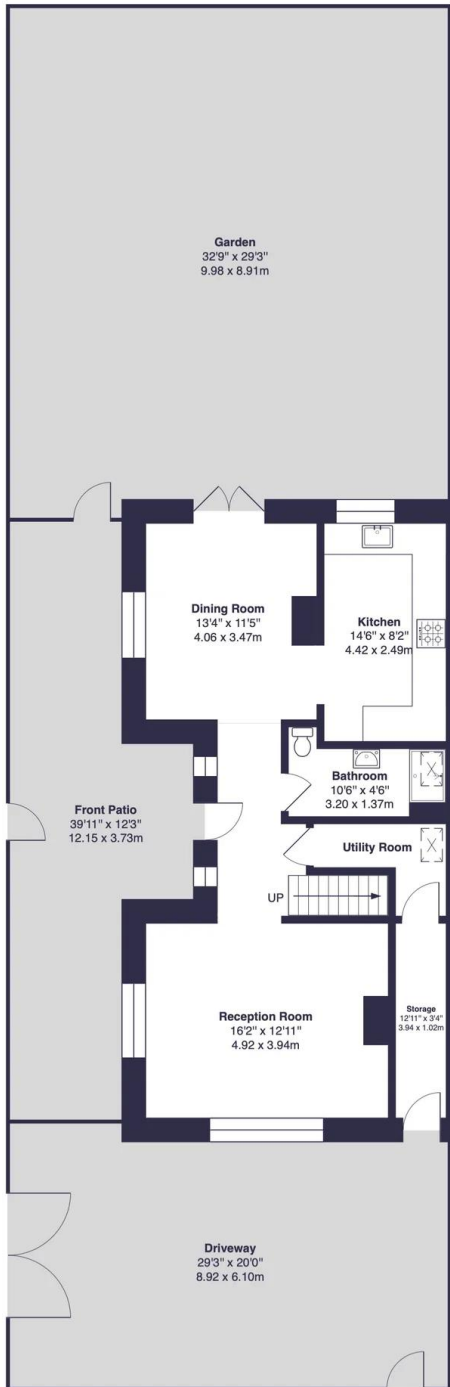 Garden
32'9" x 29'3"
9.98 x 8.91m
Dining Room
13'4" x 11'5"
4.06 x 3.47m
Kitchen
14'6" x 8'2"
4.42 x 2.49m
Bathroom
10'6" x 4'6"
3.20 x 1.37m
Front Patio
39'11" x 12'3"
12.15 x 3.73m
Utility Room
UP
Reception Room
16'2" x 12'11"
4.92 x 3.94m
Storage
12'11" x 3'4"
3.94 x 1.02m
Driveway
29'3" x 20'0"
8.92 x 6.10m